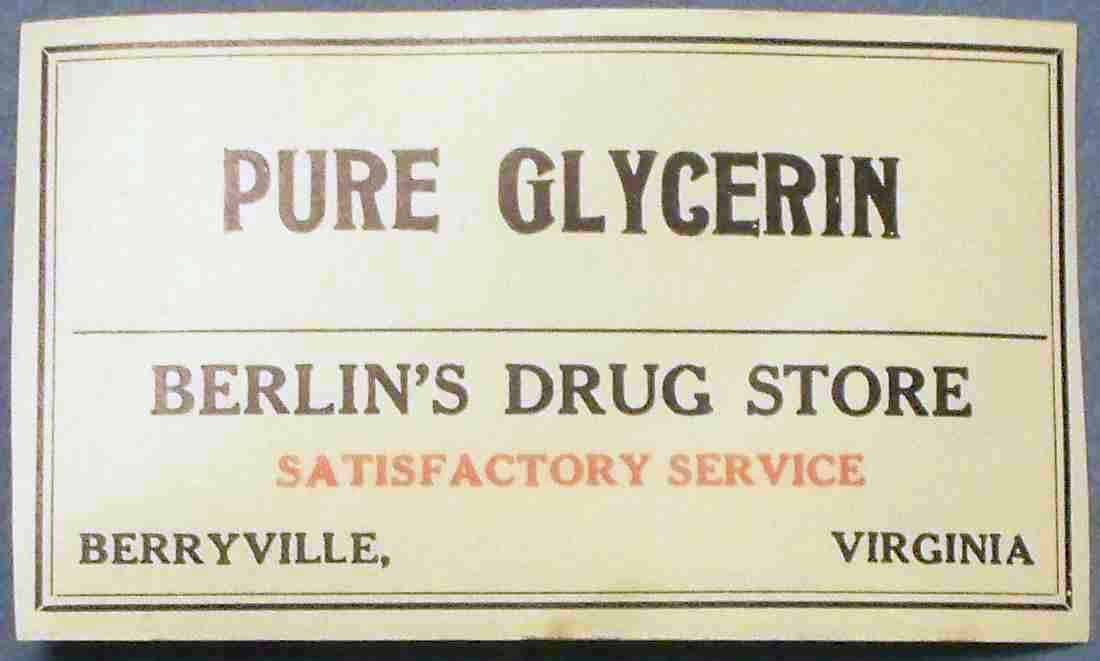 PURE GLYCERIN
BERLIN'S DRUG STORE
SATISFACTORY SERVICE
BERRYVILLE, VIRGINIA